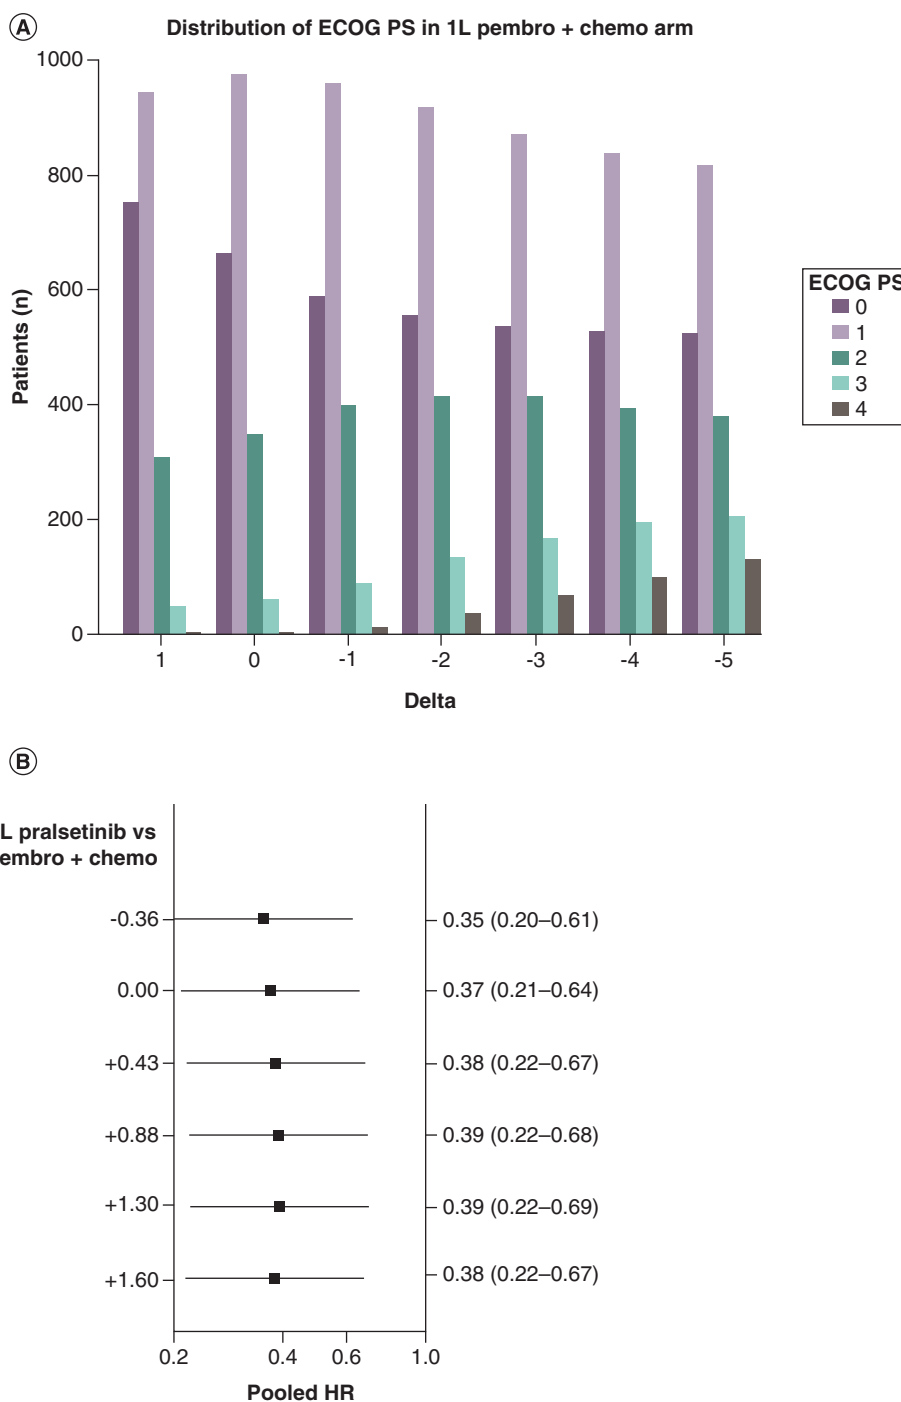 A
Distribution of ECOG PS in 1L pembro + chemo arm
1000
800
600
400
200
0
Patients (n)
1 0 -1 -2 -3 -4 -5
Delta
ECOG PS
0
1
2
3
4
B
L pralsetinib vs
embro + chemo
-0.36 0.35 (0.20–0.61)
0.00 0.37 (0.21–0.64)
+0.43 0.38 (0.22–0.67)
+0.88 0.39 (0.22–0.68)
+1.30 0.39 (0.22–0.69)
+1.60 0.38 (0.22–0.67)
0.2 0.4 0.6 1.0
Pooled HR